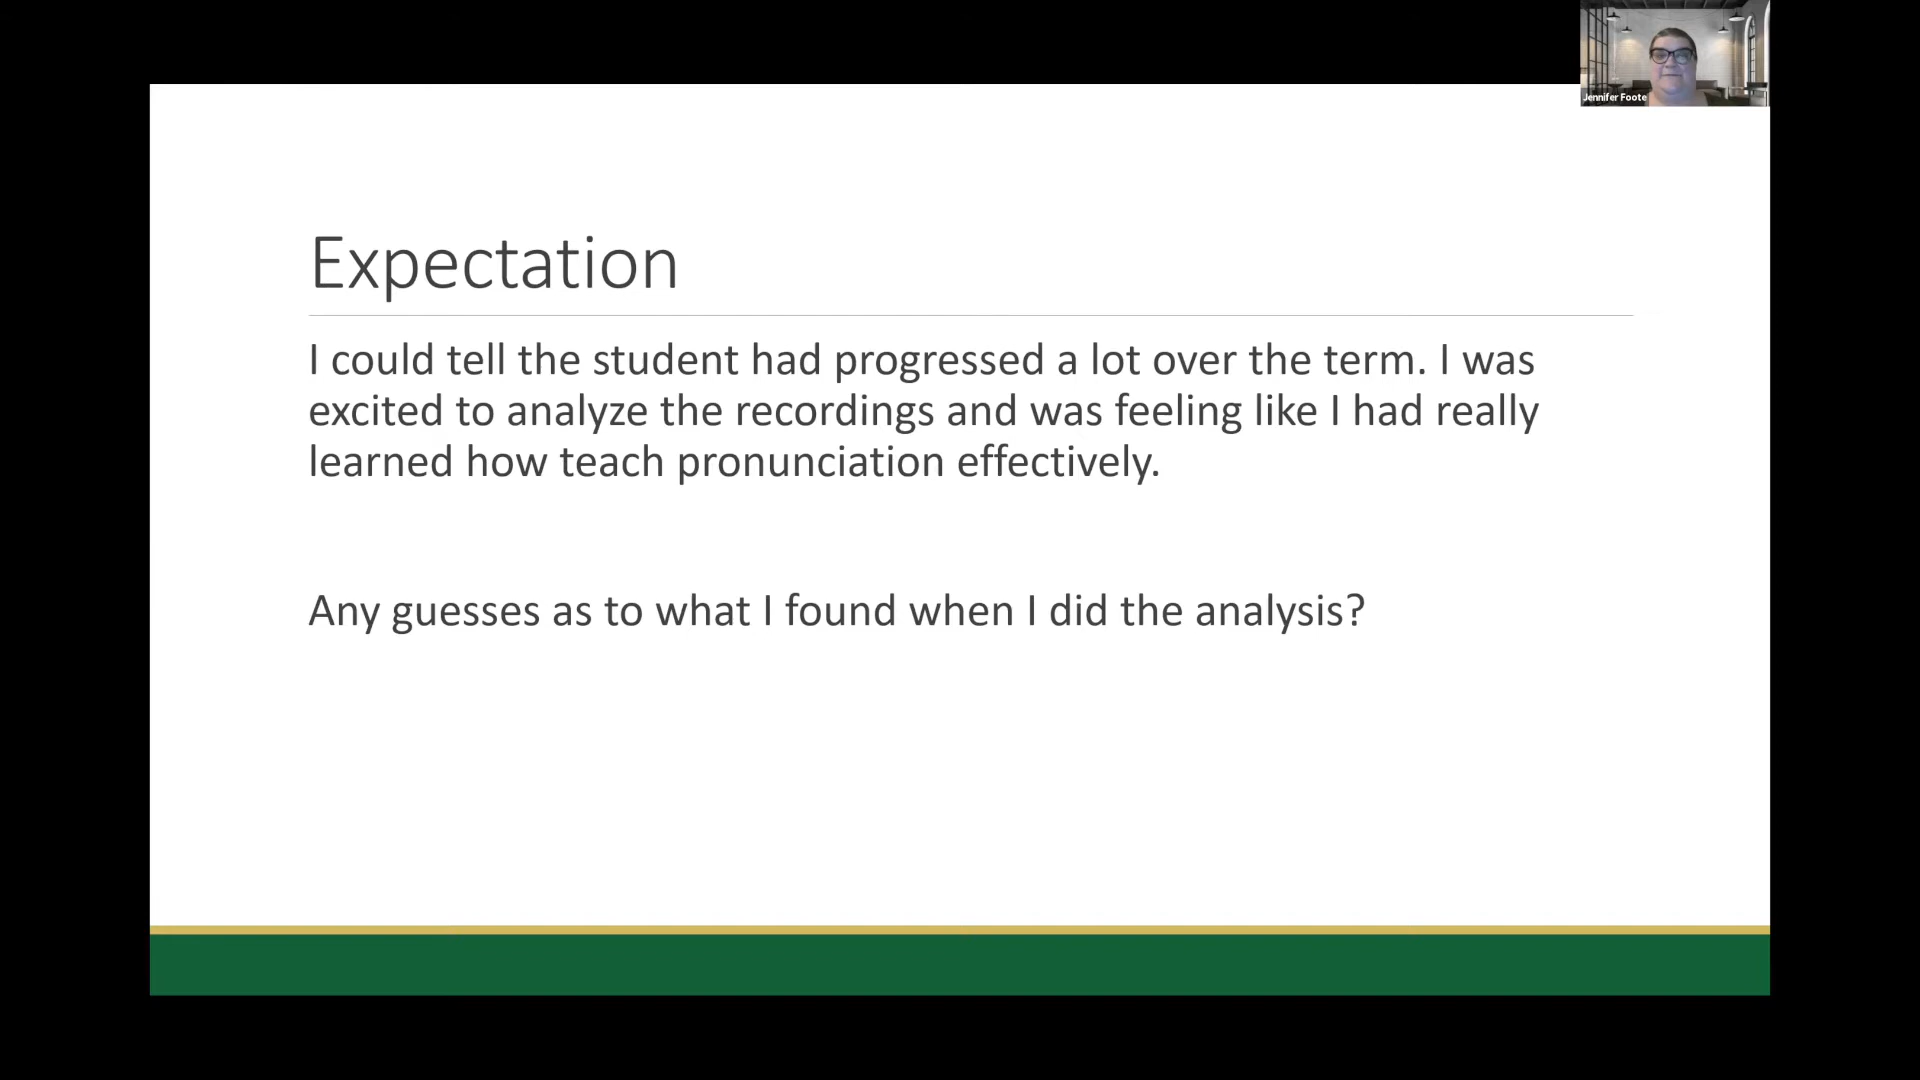 Jennifer Foote
Expectation
I could tell the student had progressed a lot over the term. I was
excited to analyze the recordings and was feeling like I had really
learned how teach pronunciation effectively.
Any guesses as to what I found when I did the analysis?